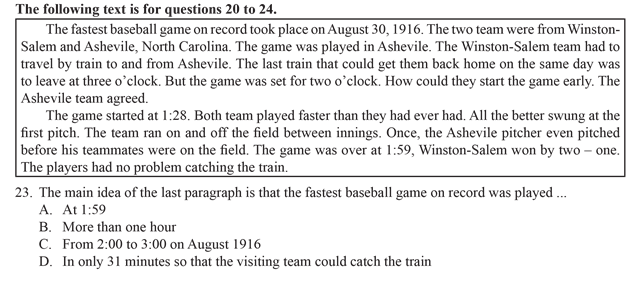 The following text is for questions 20 to 24.
The fastest baseball game on record took place on August 30, 1916. The two team were from Winston-
Salem and Ashevile, North Carolina. The game was played in Ashevile. The Winston-Salem team had to
travel by train to and from Ashevile. The last train that could get them back home on the same day was
to leave at three o'clock. But the game was set for two o'clock. How could they start the game early. The
Ashevile team agreed.
The game started at 1:28. Both team played faster than they had ever had. All the better swung at the
first pitch. The team ran on and off the field between innings. Once, the Ashevile pitcher even pitched
before his teammates were on the field. The game was over at 1:59, Winston-Salem won by two – one.
The players had no problem catching the train.
23. The main idea of the last paragraph is that the fastest baseball game on record was played ...
A. At 1:59
B. More than one hour
C. From 2:00 to 3:00 on August 1916
D. In only 31 minutes so that the visiting team could catch the train